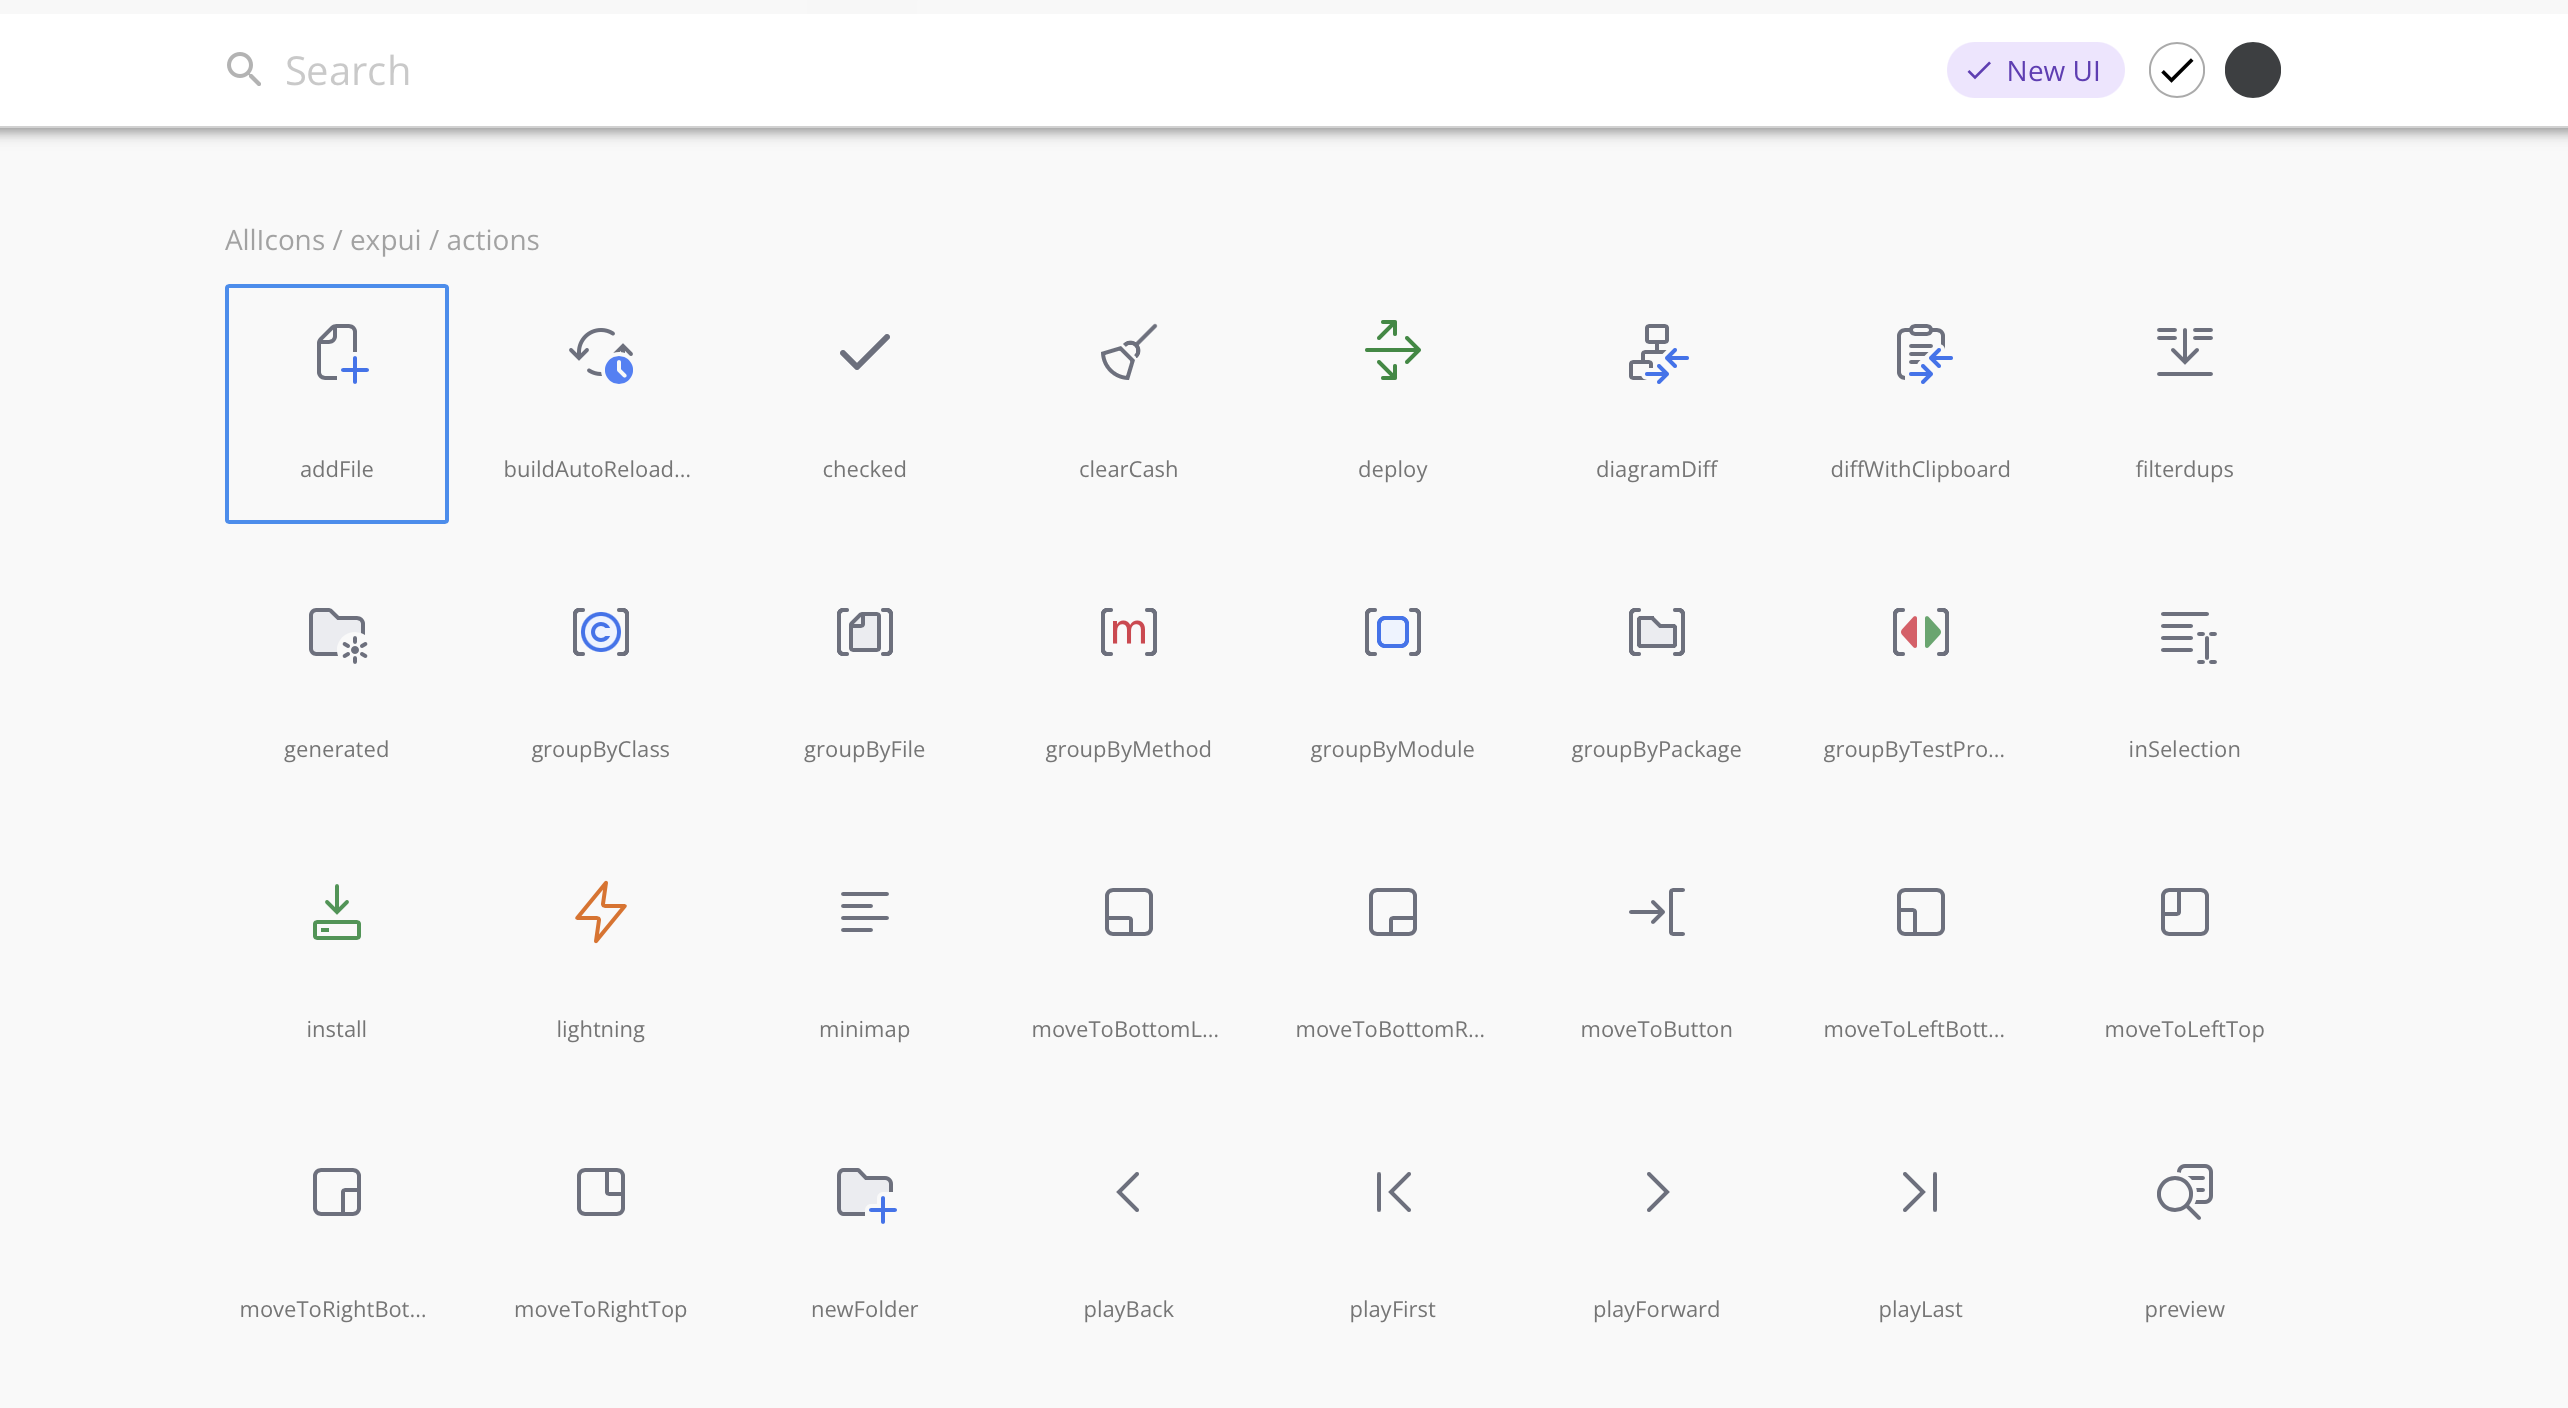 Search
New UI
AllIcons / expui / actions
addFile
buildAutoReload...
checked
clearCash
deploy
diagramDiff
diffWithClipboard
filterdups
generated
groupByClass
groupByFile
groupByMethod
groupByModule
groupByPackage
groupByTestPro...
inSelection
install
lightning
minimap
moveToBottomL...
moveToBottomR...
moveToButton
moveToLeftBott...
moveToLeftTop
moveToRightBot...
moveToRightTop
newFolder
playBack
playFirst
playForward
playLast
preview